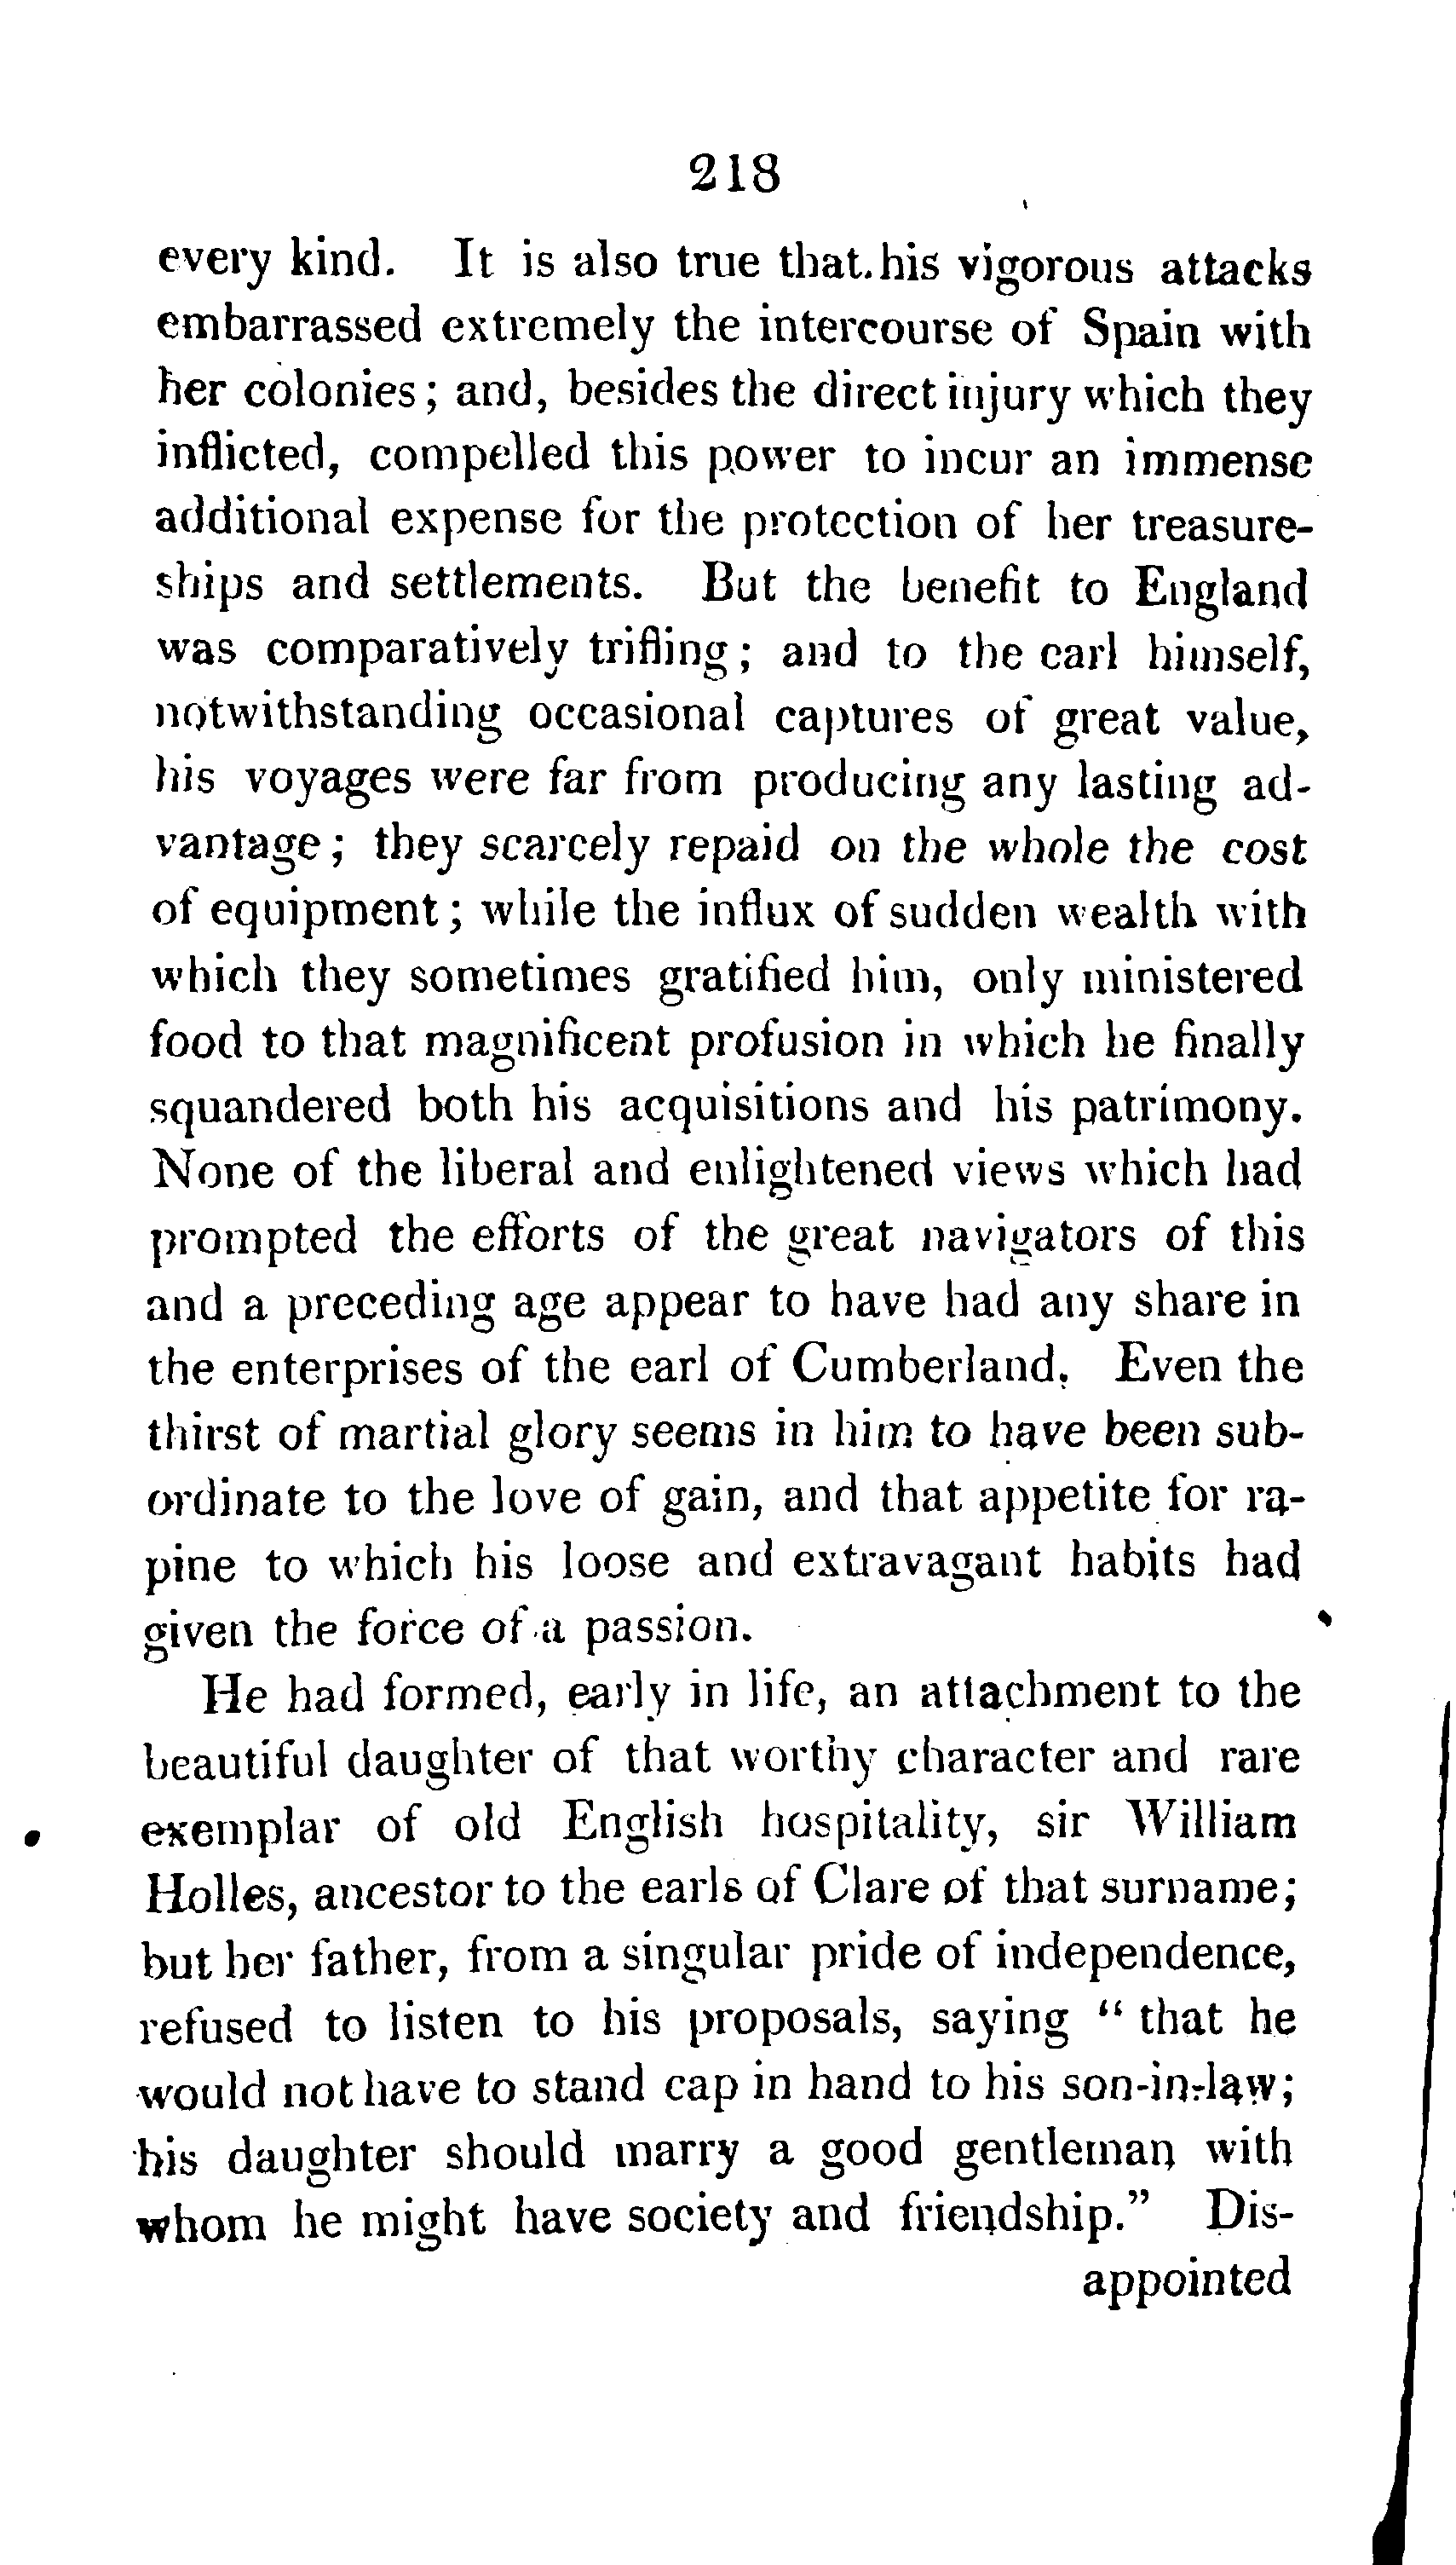 218
every kind. It is also true that his vigorous attacks
embarrassed extremely the intercourse of Spain with
her colonies; and, besides the direct injury which they
inflicted, compelled this power to incur an immense
additional expense for the protection of her treasure-
ships and settlements. But the benefit to England
was comparatively trifling; and to the earl himself,
notwithstanding occasional captures of great value,
his voyages were far from producing any lasting ad-
vantage; they scarcely repaid on the whole the cost
of equipment; while the influx of sudden wealth with
which they sometimes gratified him, only ministered
food to that magnificent profusion in which he finally
squandered both his acquisitions and his patrimony.
None of the liberal and enlightened views which had
prompted the efforts of the great navigators of this
and a preceding age appear to have had any share in
the enterprises of the earl of Cumberland. Even the
thirst of martial glory seems in him to have been sub-
ordinate to the love of gain, and that appetite for ra-
pine to which his loose and extravagant habits had
given the force of a passion.
He had formed, early in life, an attachment to the
beautiful daughter of that worthy character and rare
exemplar of old English hospitality, sir William
Holles, ancestor to the earls of Clare of that surname;
but her father, from a singular pride of independence,
refused to listen to his proposals, saying "that he
would not have to stand cap in hand to his son-in-law;
his daughter should marry a good gentleman with
whom he might have society and friendship." Dis-
appointed